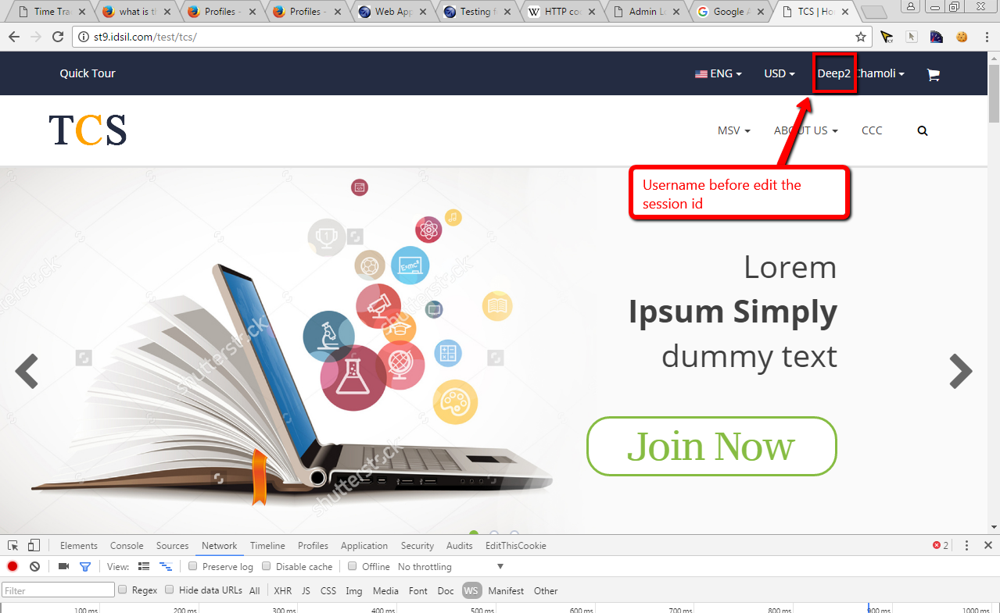 Time Tra
what is th
Profiles -
Profiles -
Web App
Testing f
HTTP co
Admin L
Google A
TCS | Ho
st9.idsil.com/test/tcs/
Quick Tour
ENG
USD
Deep2 Chamoli
TCS
MSV
ABOUT US
CCC
Username before edit the
session id
Lorem
Ipsum Simply
dummy text
Join Now
shutterstock
shutterstock
shutterstock
shutterstock
Elements Console Sources Network Timeline Profiles Application Security Audits EditThisCookie
2
View:
Preserve log
Disable cache
Offline
No throttling
Filter
Regex
Hide data URLs
All
XHR JS CSS Img Media Font Doc WS Manifest Other
100 ms 200 ms 300 ms 400 ms 500 ms 600 ms 700 ms 800 ms 900 ms 1000 ms